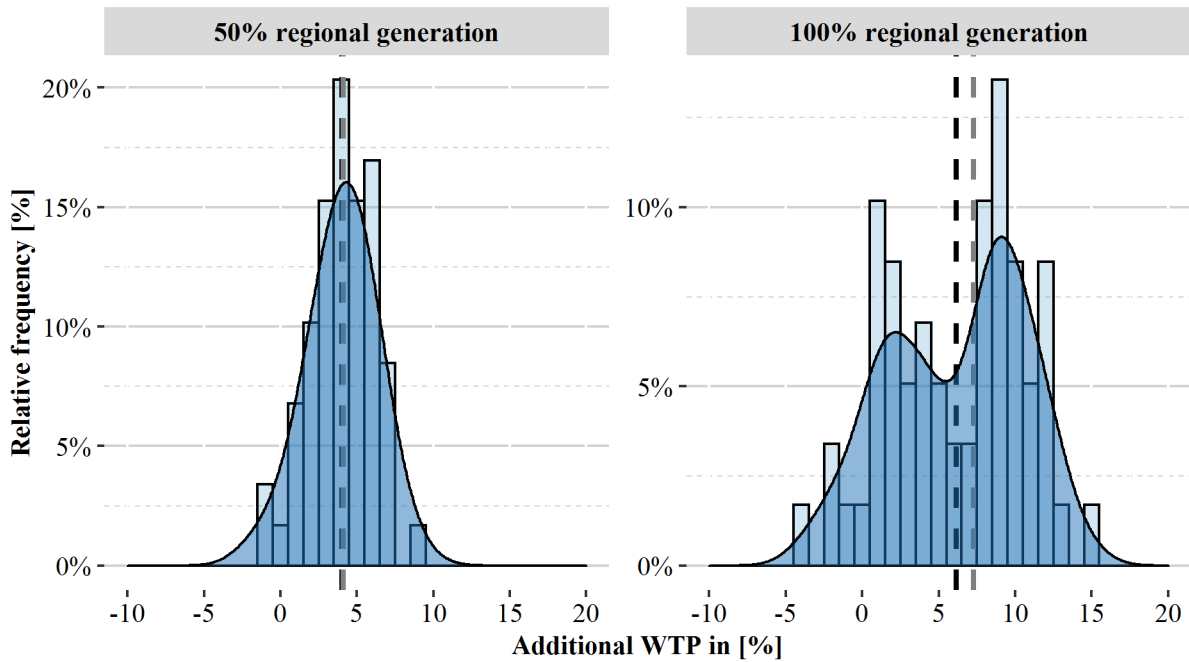 50% regional generation
100% regional generation
Relative frequency [%]
20%
15%
10%
5%
0%
10%
5%
0%
-10 -5 0 5 10 15 20
-10 -5 0 5 10 15 20
Additional WTP in [%]